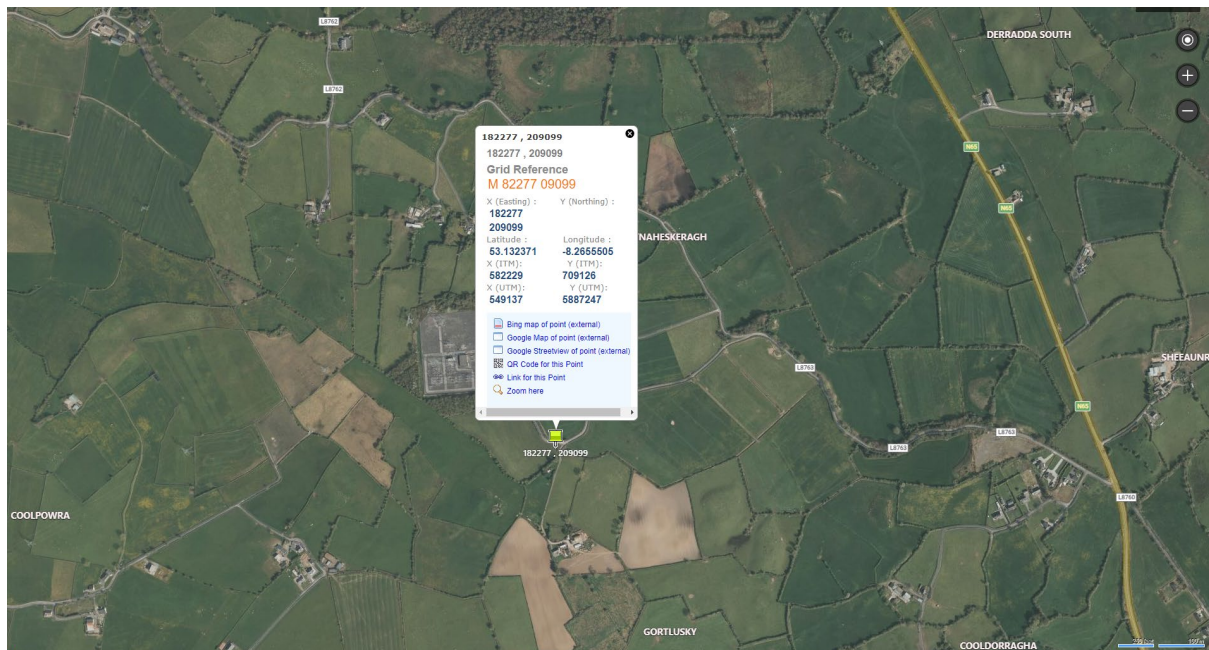 L8762
DERRADDA SOUTH
L8762
182277 , 209099
182277 , 209099
Grid Reference
M 82277 09099
X (Easting) : Y (Northing) :
182277
209099
Latitude : Longitude :
53.132371 -8.2655505
X (ITM): Y (ITM):
582229 709126
X (UTM): Y (UTM):
549137 5887247
Bing map of point (external)
Google Map of point (external)
Google Streetview of point (external)
QR Code for this Point
Link for this Point
Zoom here
182277 , 209099
N65
N65
NAHESKERAGH
SHEEAUNR
L8763
N65
L8763
L8763
L8760
COOLPOWRA
GORTLUSKY
COOLDORRAGHA